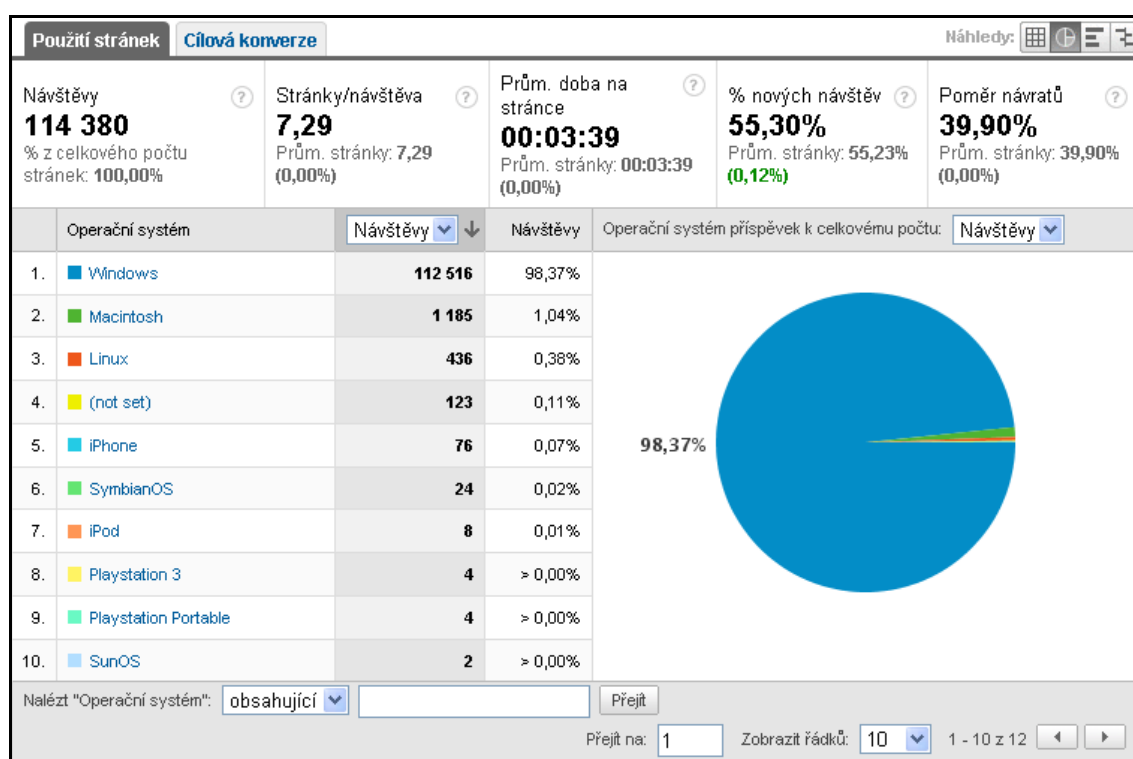 Použití stránek Cílová konverze Náhledy:
Návštěvy ?
114 380
% z celkového počtu
stránek: 100,00%
Stránky/návštěva ?
7,29
Prům. stránky: 7,29
(0,00%)
Prům. doba na ?
stránce
00:03:39
Prům. stránky: 00:03:39
(0,00%)
% nových návštěv ?
55,30%
Prům. stránky: 55,23%
(0,12%)
Poměr návratů ?
39,90%
Prům. stránky: 39,90%
(0,00%)
Operační systém Návštěvy Návštěvy Operační systém příspěvek k celkovému počtu: Návštěvy
1. Windows 112 516 98,37%
2. Macintosh 1 185 1,04%
3. Linux 436 0,38%
4. (not set) 123 0,11%
5. iPhone 76 0,07%
6. SymbianOS 24 0,02%
7. iPod 8 0,01%
8. Playstation 3 4 > 0,00%
9. Playstation Portable 4 > 0,00%
10. SunOS 2 > 0,00%
98,37%
Nalézt "Operační systém": obsahující Přejít
Přejít na: 1 Zobrazit řádků: 10 1 - 10 z 12